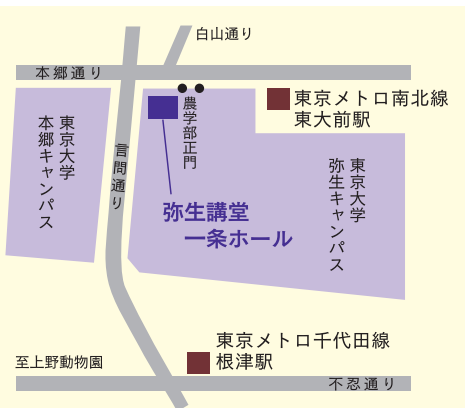 白山通り
本郷通り
農学部正門
東京メトロ南北線
東大前駅
東京大学
本郷キャンパス
言問通り
弥生講堂
一条ホール
東京大学
弥生キャンパス
東京メトロ千代田線
根津駅
至上野動物園
不忍通り